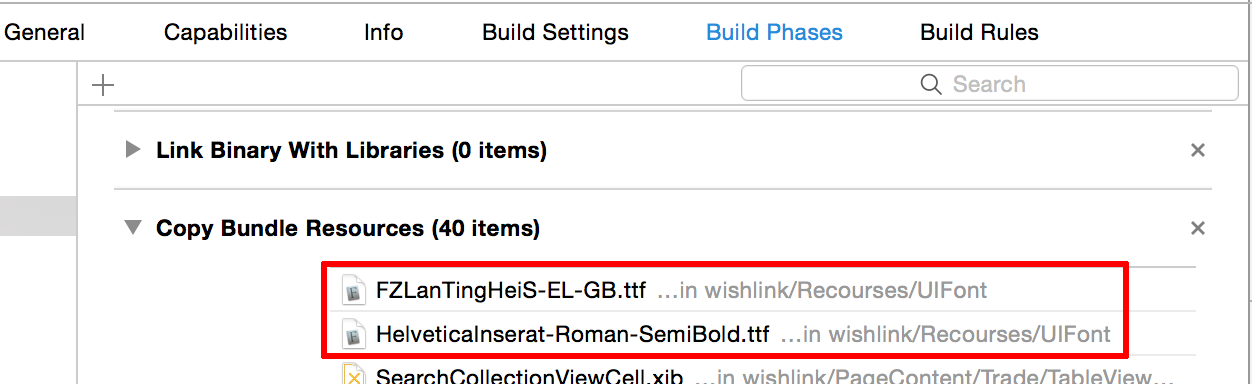 General Capabilities Info Build Settings Build Phases Build Rules
Search
Link Binary With Libraries (0 items)
Copy Bundle Resources (40 items)
FZLanTingHeiS-EL-GB.ttf ...in wishlink/Recourses/UIFont
HelveticaInserat-Roman-SemiBold.ttf ...in wishlink/Recourses/UIFont
SearchCollectionViewCell.xib ...in wishlink/PageContent/Trade/TableView...